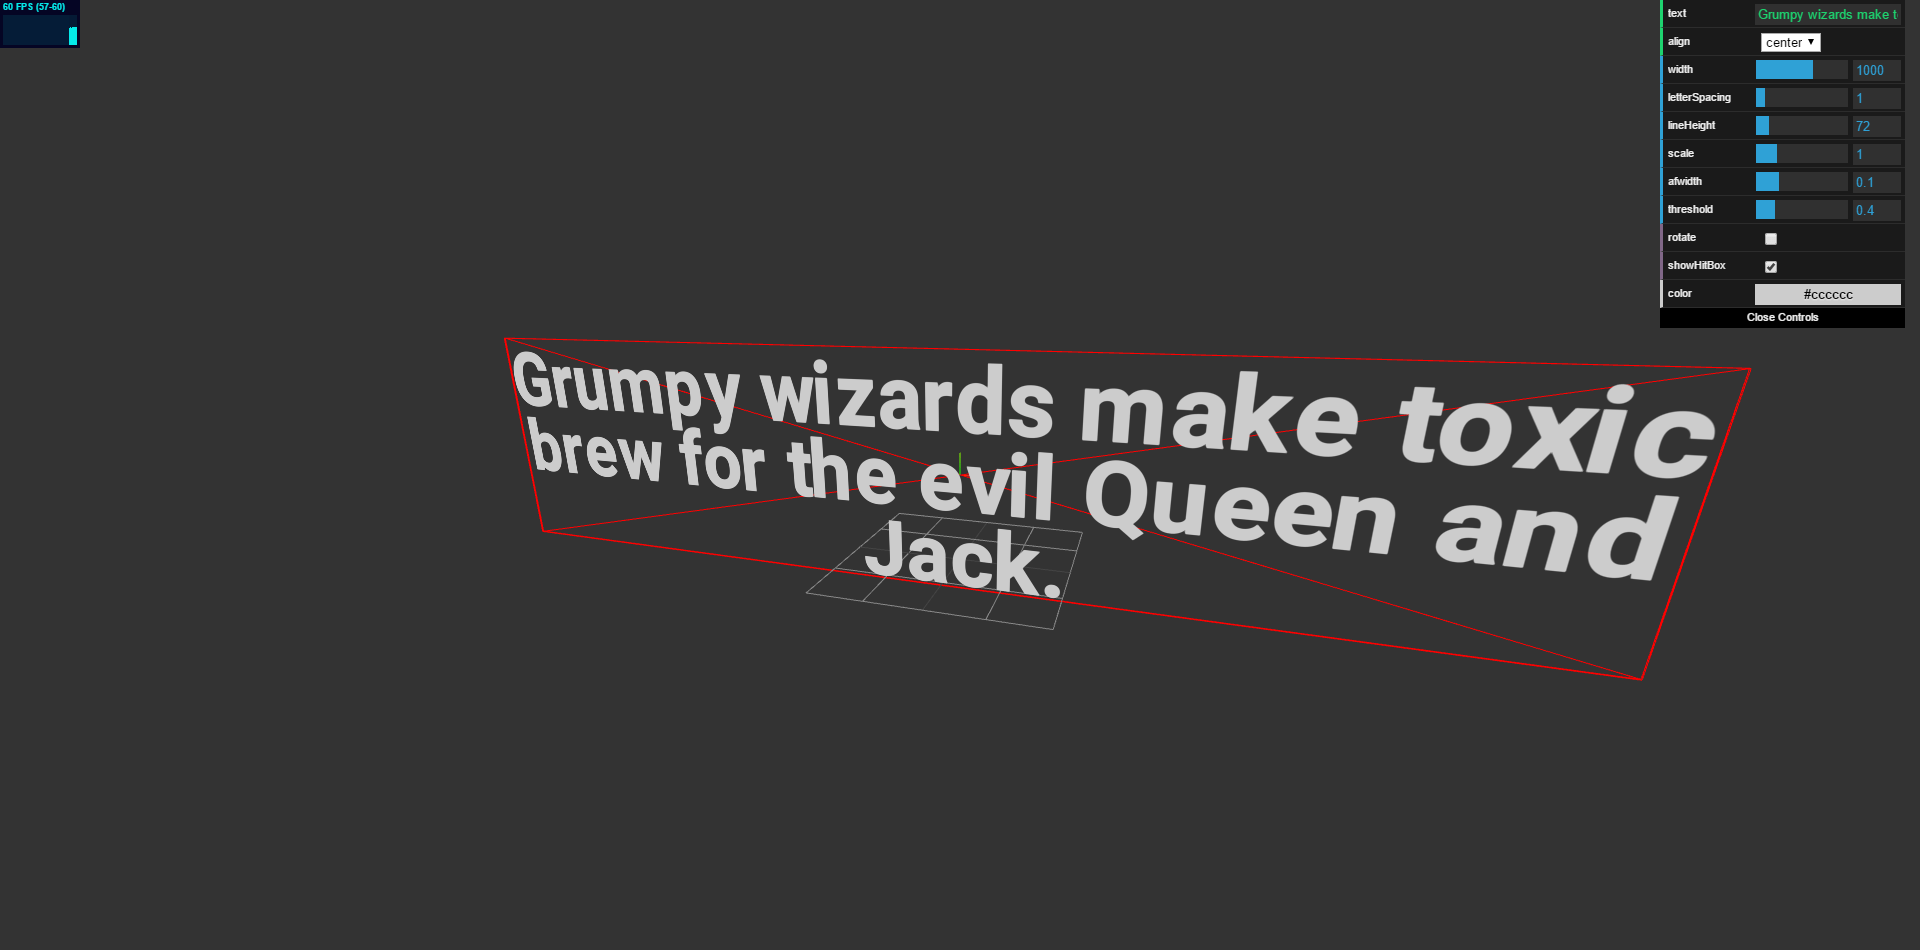 60 FPS (57-60)
text Grumpy wizards make t
align center
width 1000
letterSpacing 1
lineHeight 72
scale 1
afwidth 0.1
threshold 0.4
rotate
showHitBox
color #cccccc
Close Controls
Grumpy wizards make toxic
brew for the evil Queen and
Jack.